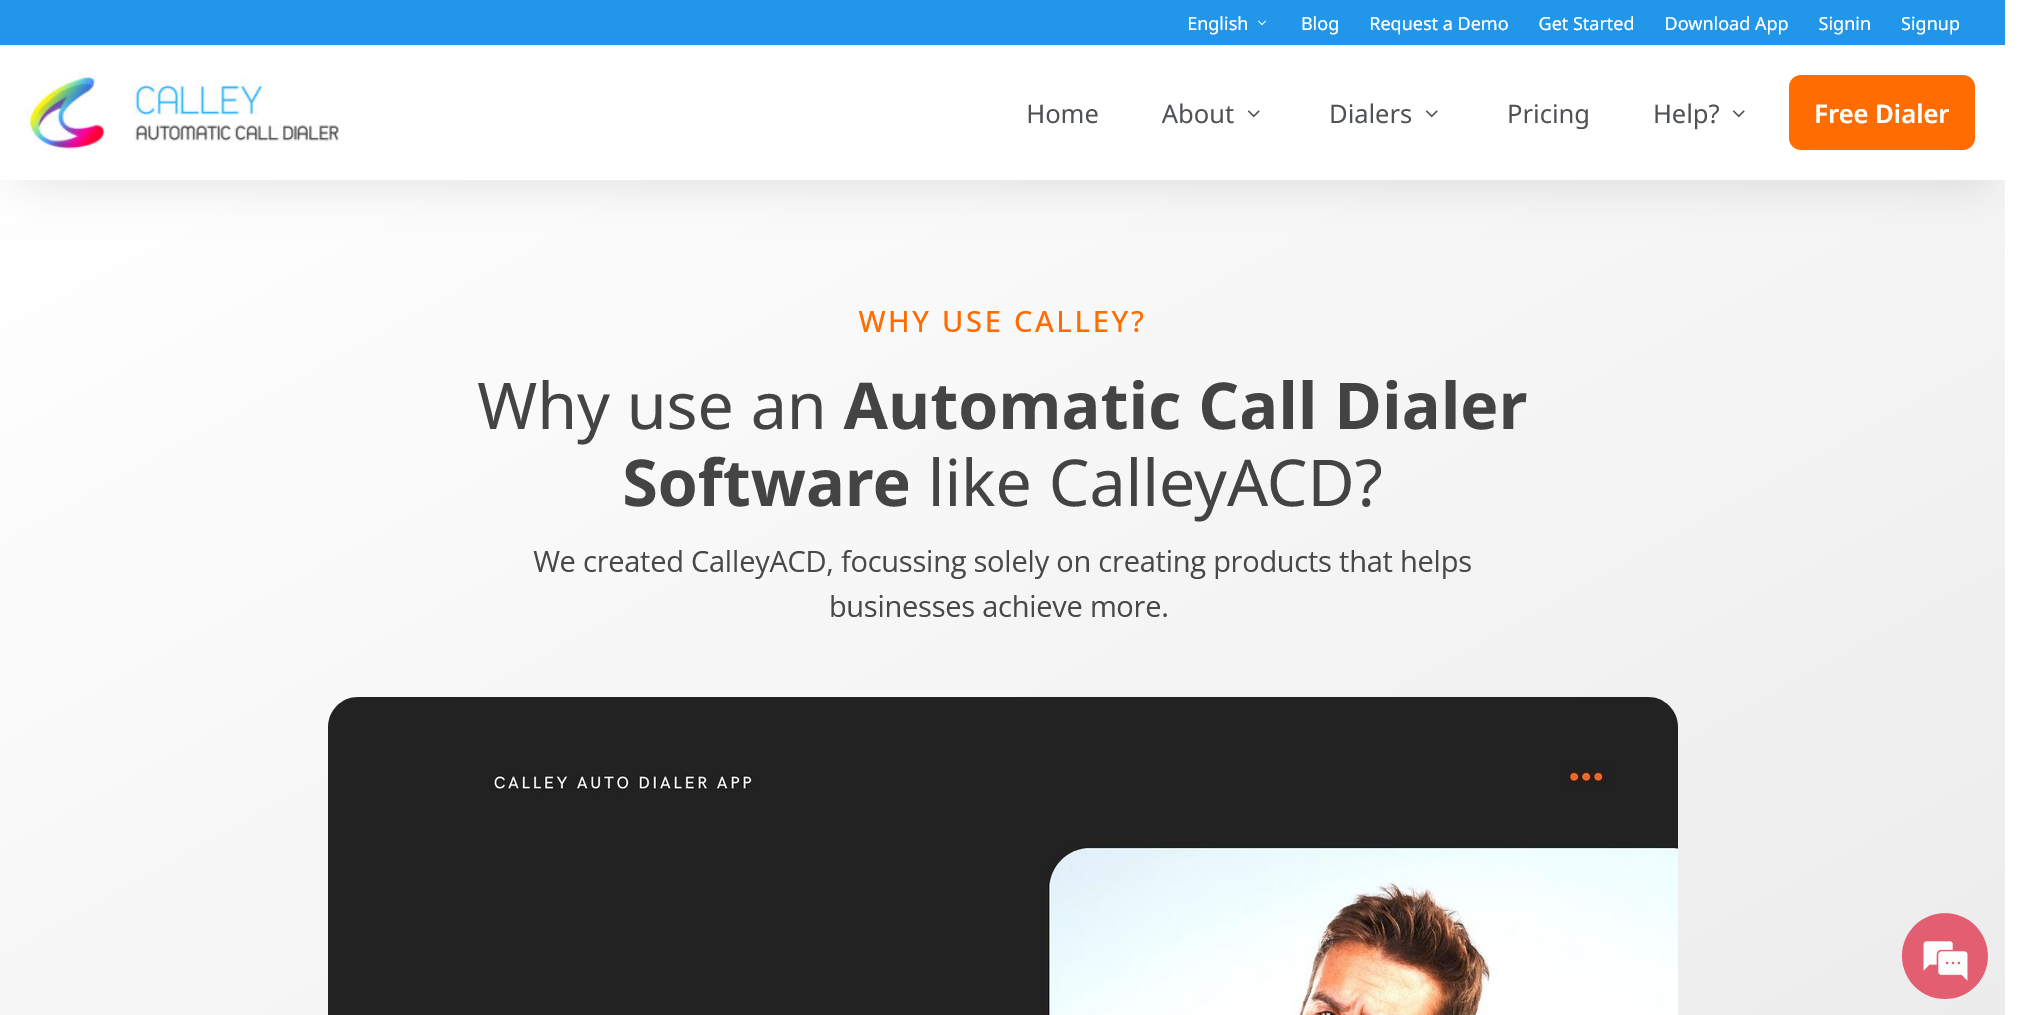 English
Blog
Request a Demo
Get Started
Download App
Signin
Signup
CALLEY
AUTOMATIC CALL DIALER
Home
About
Dialers
Pricing
Help?
Free Dialer
WHY USE CALLEY?
Why use an Automatic Call Dialer
Software like CalleyACD?
We created CalleyACD, focussing solely on creating products that helps
businesses achieve more.
CALLEY AUTO DIALER APP